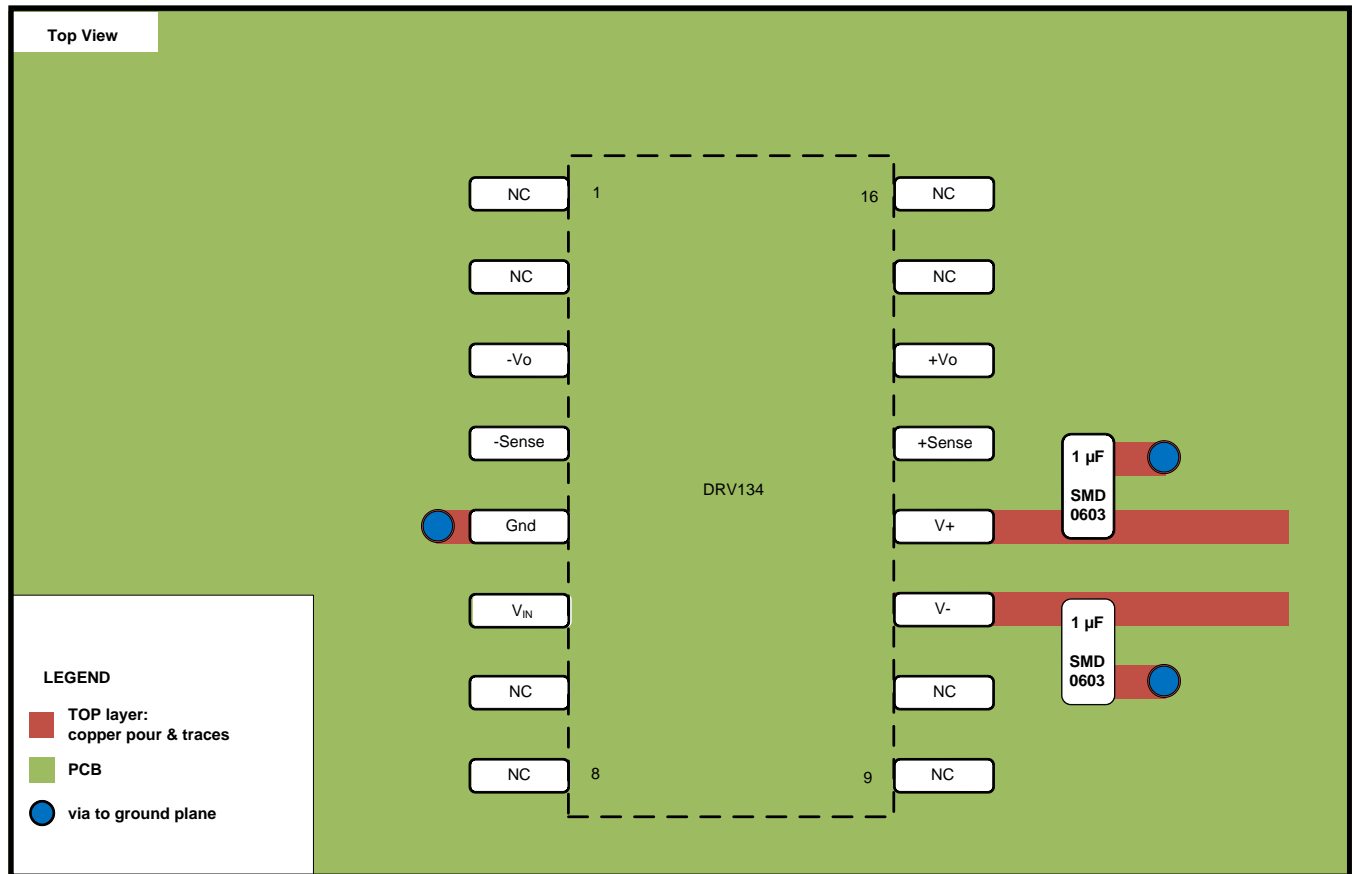 Top View
NC
1
16
NC
NC
NC
-Vo
+Vo
-Sense
+Sense
1 µF
SMD
0603
DRV134
Gnd
V+
VIN
V-
1 µF
SMD
0603
NC
NC
NC
8
9
NC
LEGEND
TOP layer:
copper pour & traces
PCB
via to ground plane